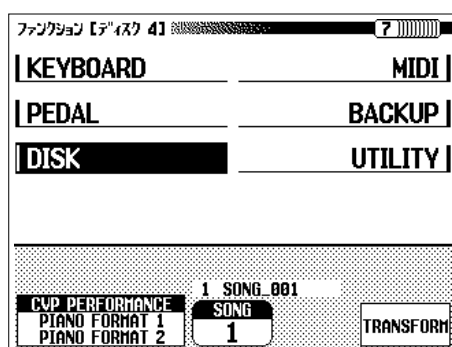 ファンクション [ディスク 4] 7
KEYBOARD MIDI
PEDAL BACKUP
DISK UTILITY
1 SONG_001
CVP PERFORMANCE
PIANO FORMAT 1
PIANO FORMAT 2
SONG
1
TRANSFORM